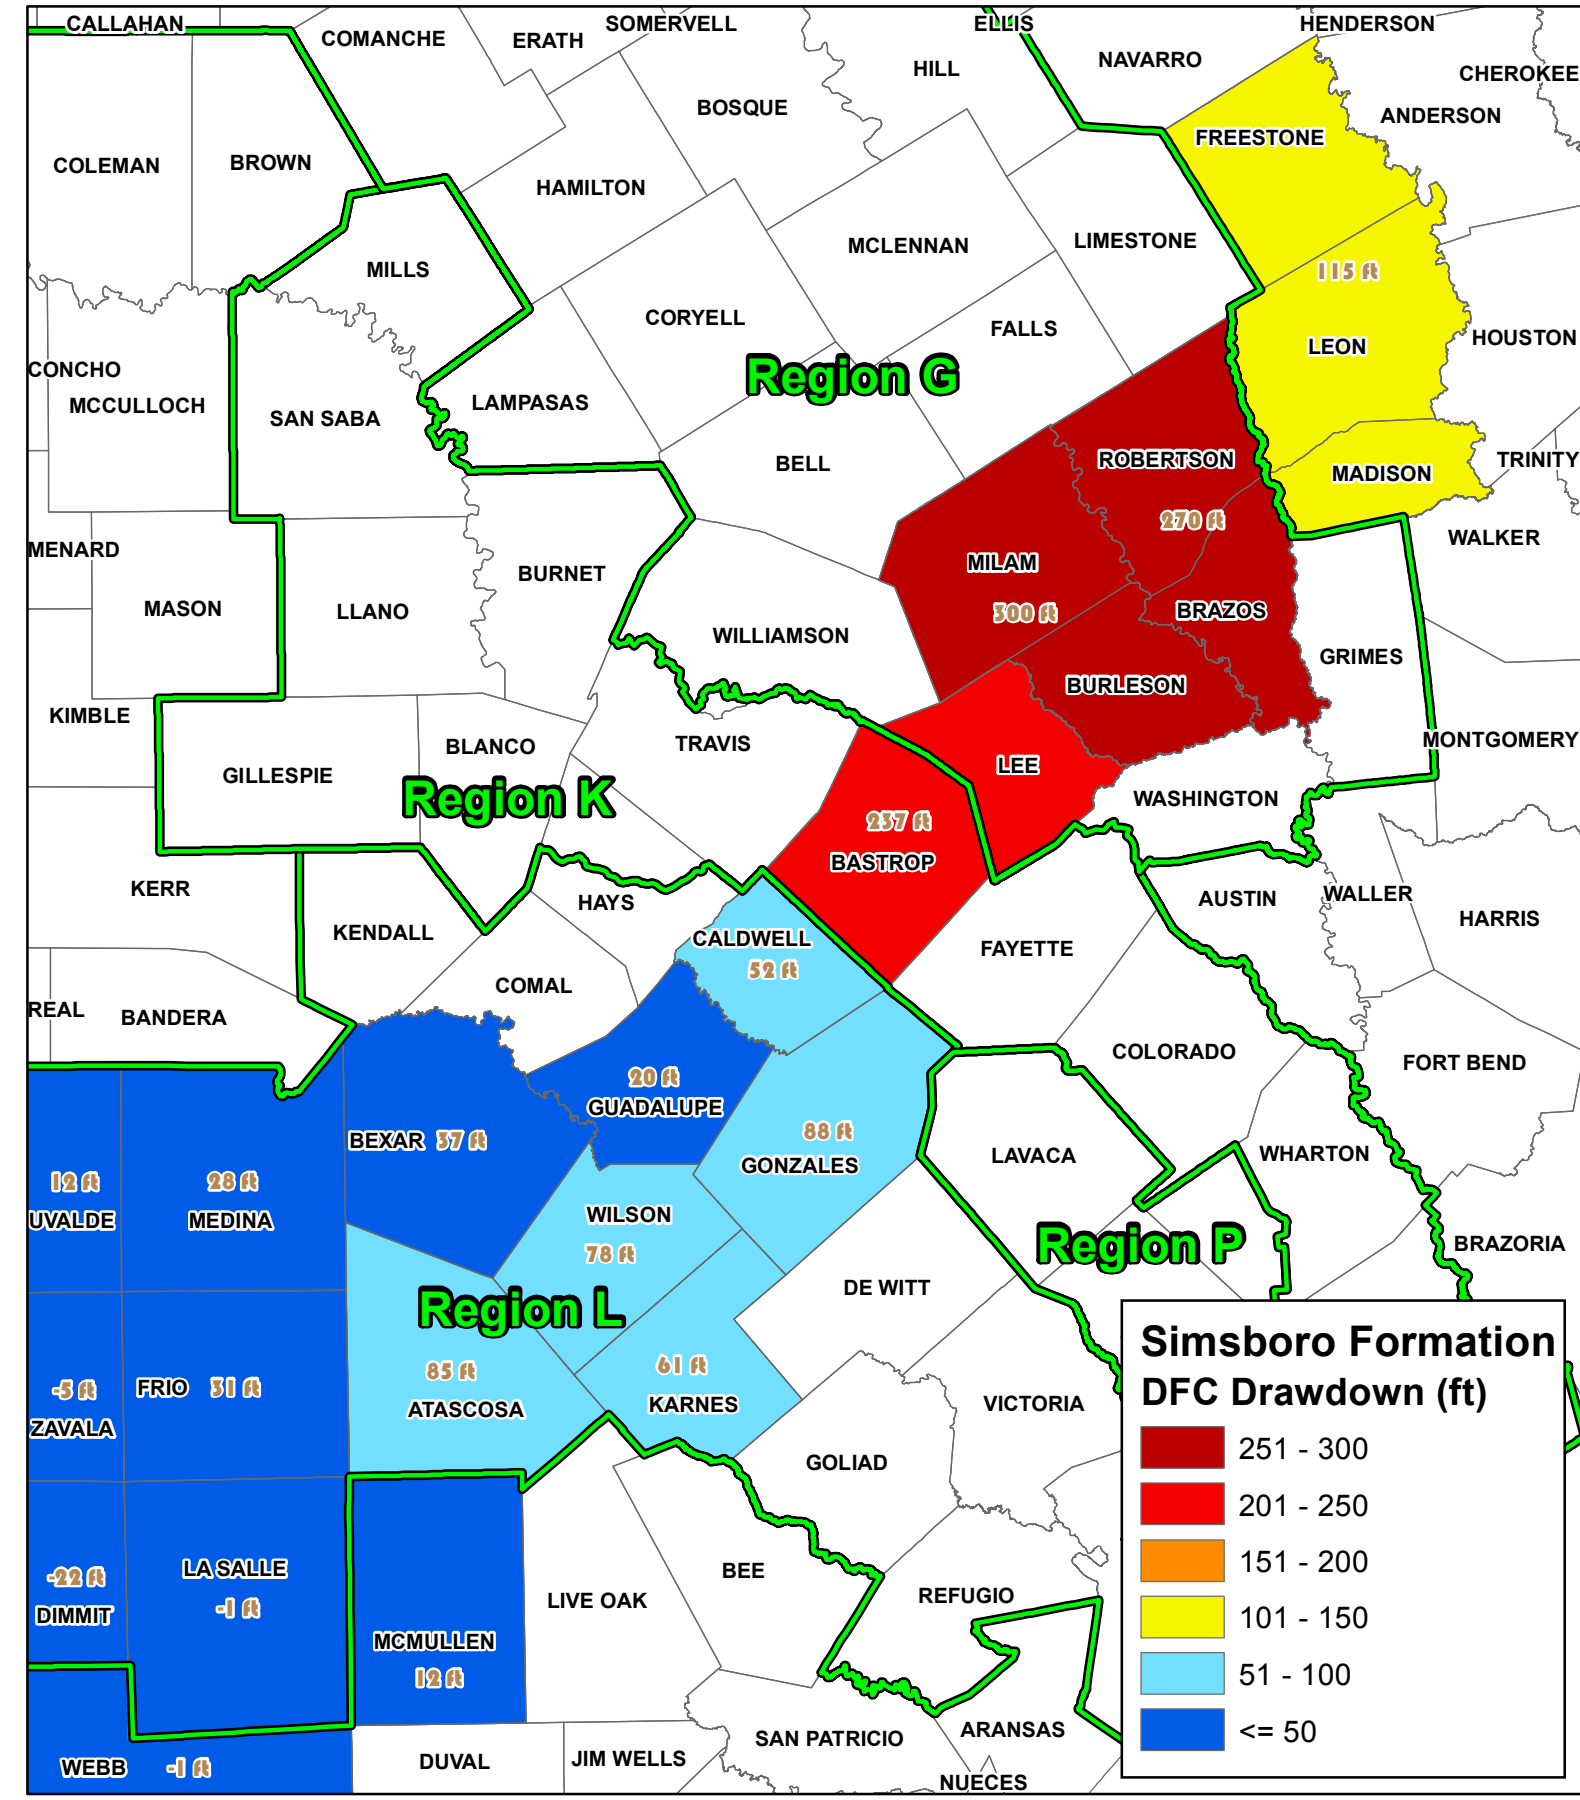 CALLAHAN
COMANCHE
ERATH
SOMERVELL
ELLIS
HENDERSON
HILL
NAVARRO
CHEROKEE
BOSQUE
ANDERSON
FREESTONE
COLEMAN
BROWN
HAMILTON
MCLENNAN
LIMESTONE
MILLS
115 ft
CORYELL
FALLS
HOUSTON
LEON
CONCHO
Region G
MCCULLOCH
SAN SABA
LAMPASAS
BELL
ROBERTSON
MADISON
TRINITY
270 ft
WALKER
MENARD
MILAM
BURNET
300 ft
MASON
LLANO
BRAZOS
WILLIAMSON
GRIMES
BURLESON
KIMBLE
TRAVIS
BLANCO
MONTGOMERY
LEE
GILLESPIE
Region K
WASHINGTON
237 ft
BASTROP
KERR
HAYS
AUSTIN
WALLER
HARRIS
KENDALL
CALDWELL
52 ft
FAYETTE
COMAL
REAL
BANDERA
COLORADO
FORT BEND
20 ft
GUADALUPE
88 ft
GONZALES
BEXAR 37 ft
LAVACA
WHARTON
12 ft
UVALDE
28 ft
MEDINA
WILSON
78 ft
Region P
BRAZORIA
DE WITT
Region L
85 ft
ATASCOSA
61 ft
KARNES
-5 ft
ZAVALA
FRIO 31 ft
VICTORIA
GOLIAD
-22 ft
DIMMIT
LA SALLE
-1 ft
BEE
LIVE OAK
REFUGIO
MCMULLEN
12 ft
SAN PATRICIO
ARANSAS
WEBB -1 ft
DUVAL
JIM WELLS
NUECES
Simsboro Formation
DFC Drawdown (ft)
251 - 300
201 - 250
151 - 200
101 - 150
51 - 100
<= 50